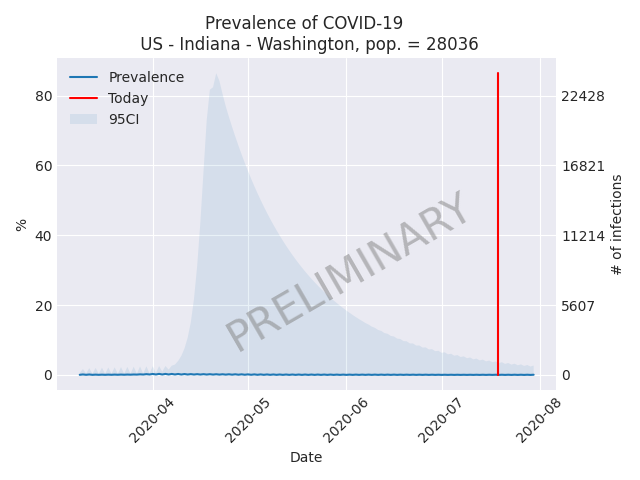 Prevalence of COVID-19
US - Indiana - Washington, pop. = 28036
Prevalence
Today
95CI
80
60
40
20
0
%
22428
16821
11214
5607
0
# of infections
PRELIMINARY
2020-04
2020-05
2020-06
2020-07
2020-08
Date